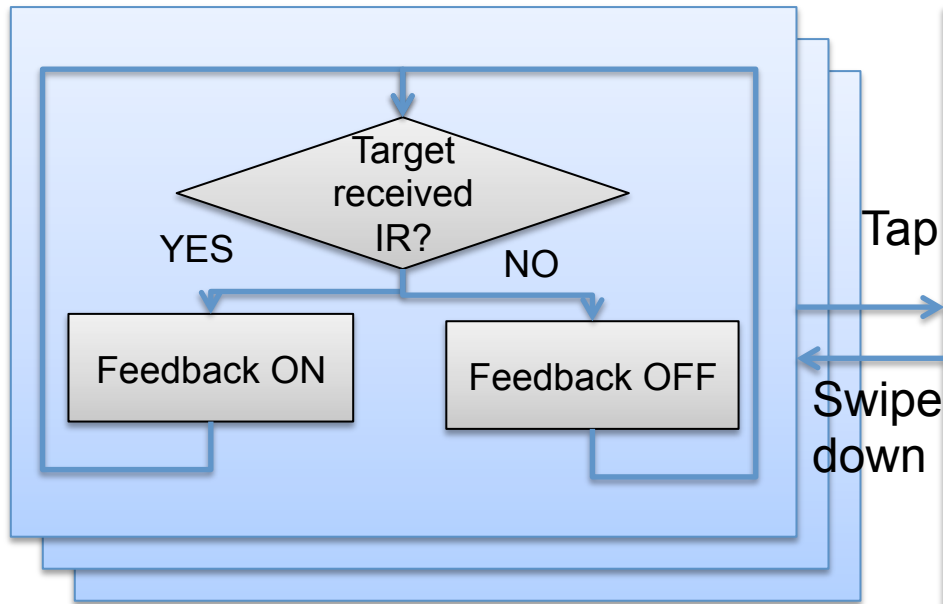 Target
received
IR?
YES
NO
Tap
Feedback ON
Feedback OFF
Swipe
down